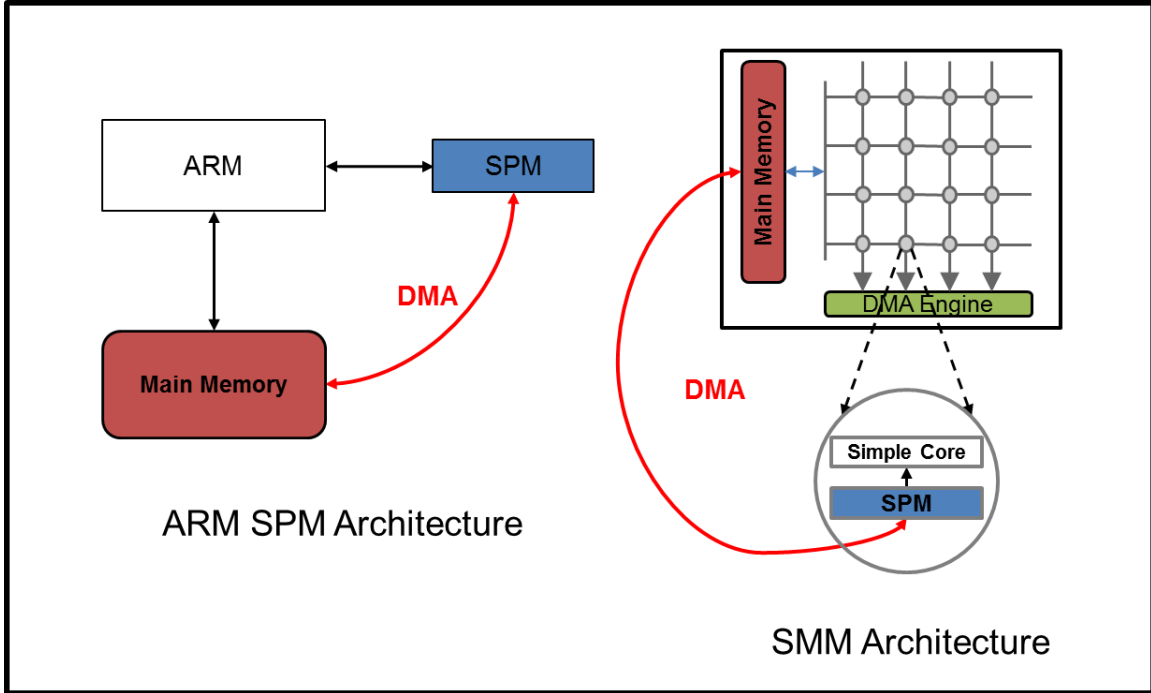 ARM
SPM
DMA
Main Memory
ARM SPM Architecture
Main Memory
DMA Engine
DMA
Simple Core
SPM
SMM Architecture